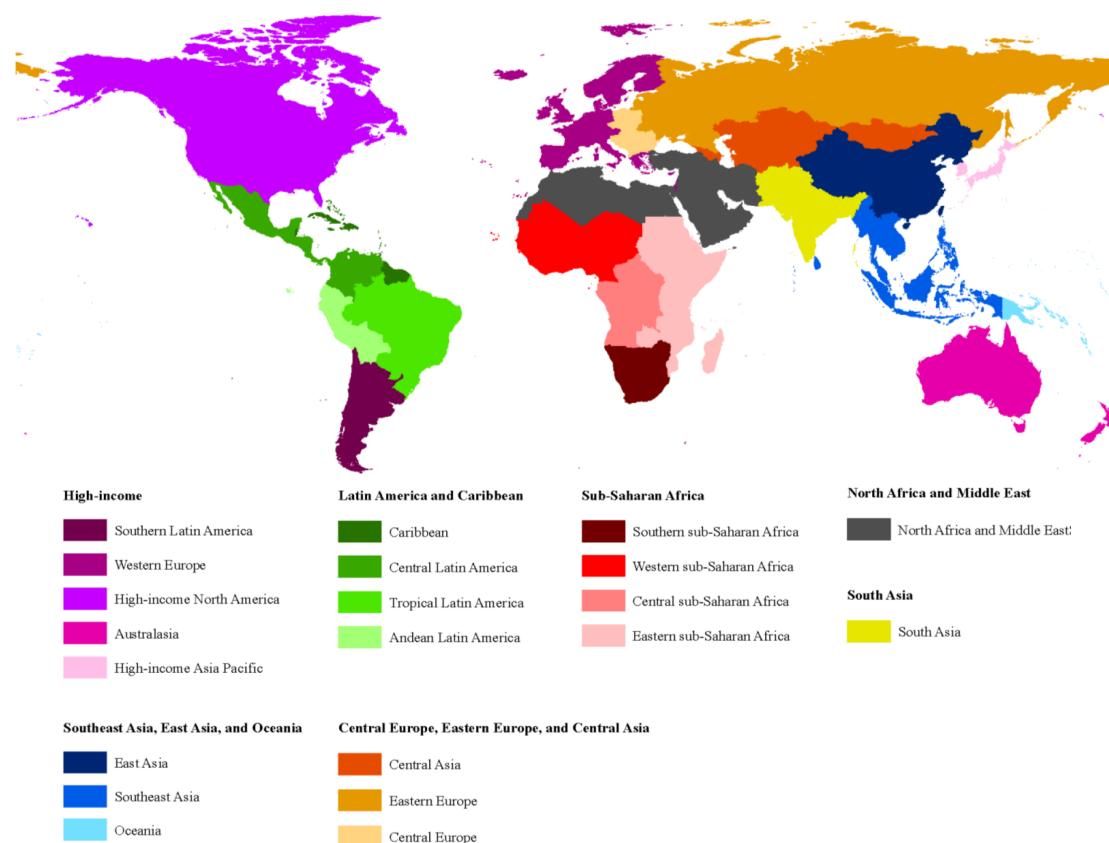 High-income
Southern Latin America
Western Europe
High-income North America
Australasia
High-income Asia Pacific
Latin America and Caribbean
Caribbean
Central Latin America
Tropical Latin America
Andean Latin America
Sub-Saharan Africa
Southern sub-Saharan Africa
Western sub-Saharan Africa
Central sub-Saharan Africa
Eastern sub-Saharan Africa
North Africa and Middle East
North Africa and Middle East
South Asia
South Asia
Southeast Asia, East Asia, and Oceania
East Asia
Southeast Asia
Oceania
Central Europe, Eastern Europe, and Central Asia
Central Asia
Eastern Europe
Central Europe